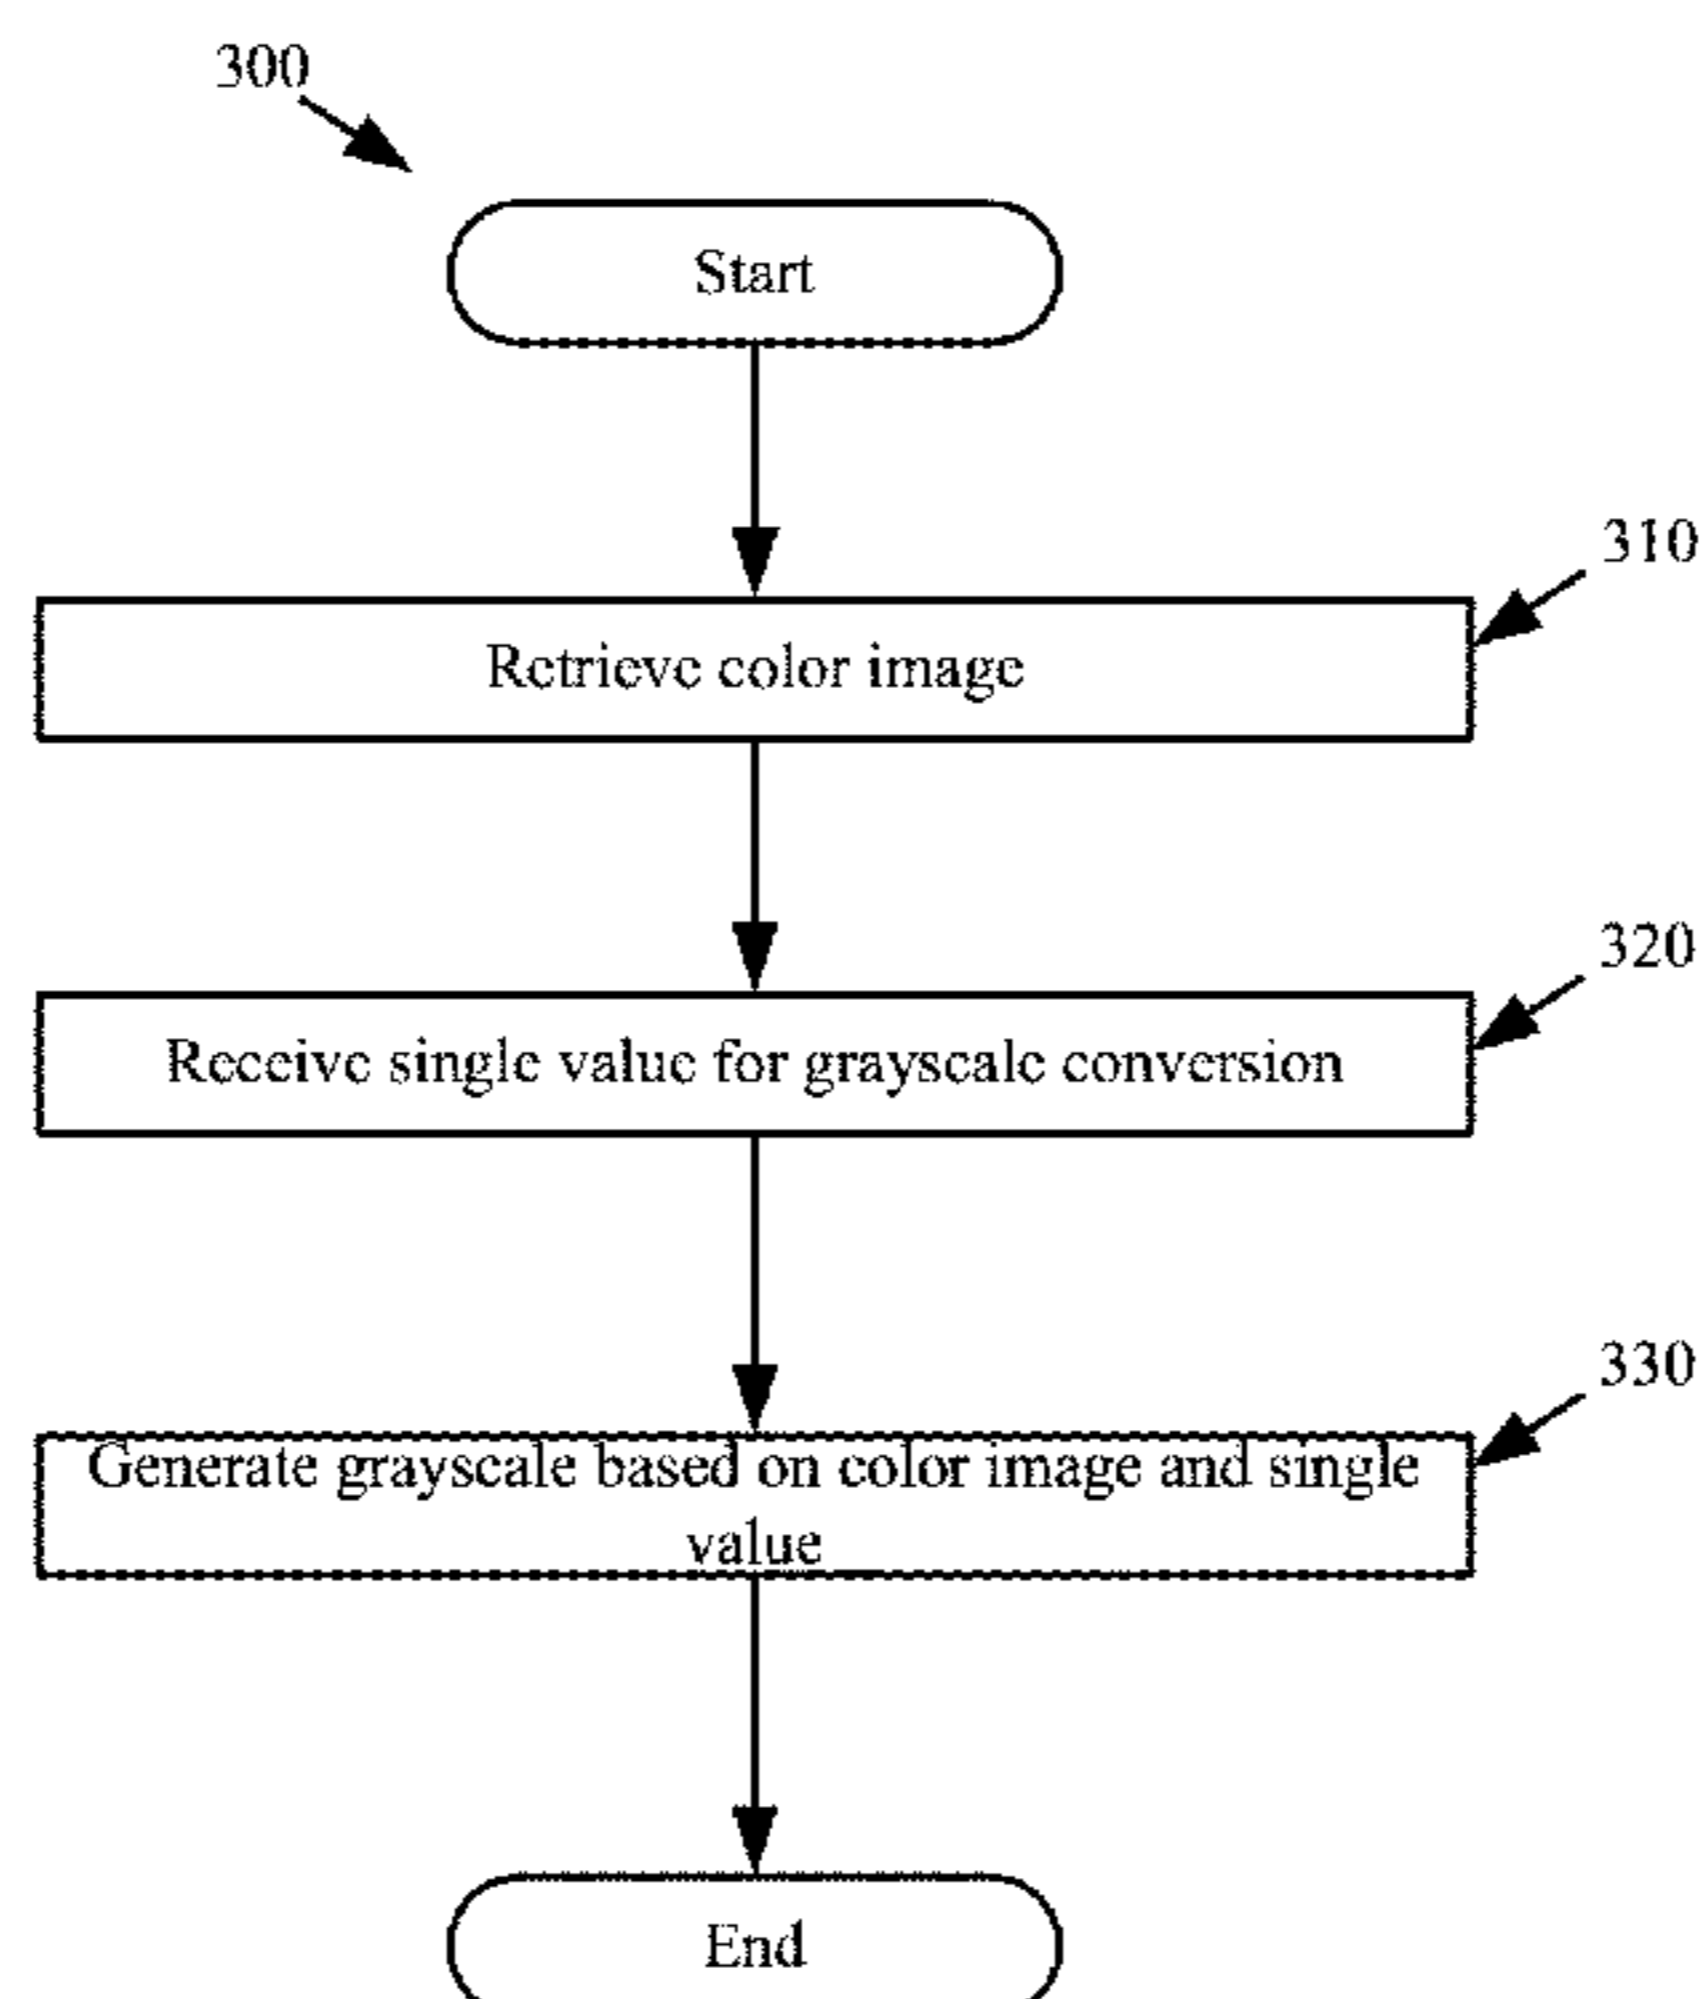 300
Start
310
Retrieve color image
320
Receive single value for grayscale conversion
330
Generate grayscale based on color image and single
value
End